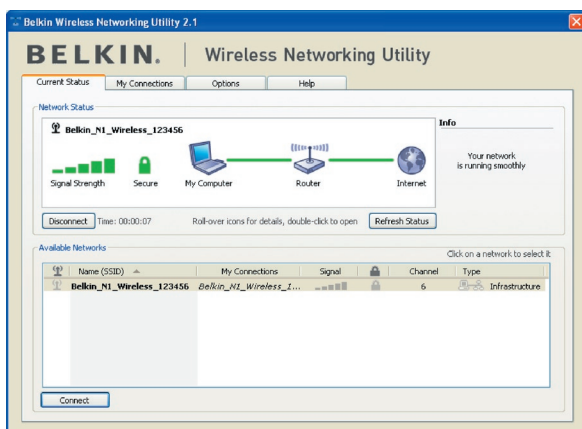 Belkin Wireless Networking Utility 2.1
BELKIN. | Wireless Networking Utility
Current Status My Connections Options Help
Network Status
Belkin_N1_Wireless_123456
Signal Strength Secure My Computer Router Internet
Info
Your network
is running smoothly
Disconnect Time: 00:00:07 Roll-over icons for details, double-click to open Refresh Status
Available Networks
Click on a network to select it
Name (SSID) My Connections Signal Channel Type
Belkin_N1_Wireless_123456 Belkin_N1_Wireless_1... 6 Infrastructure
Connect